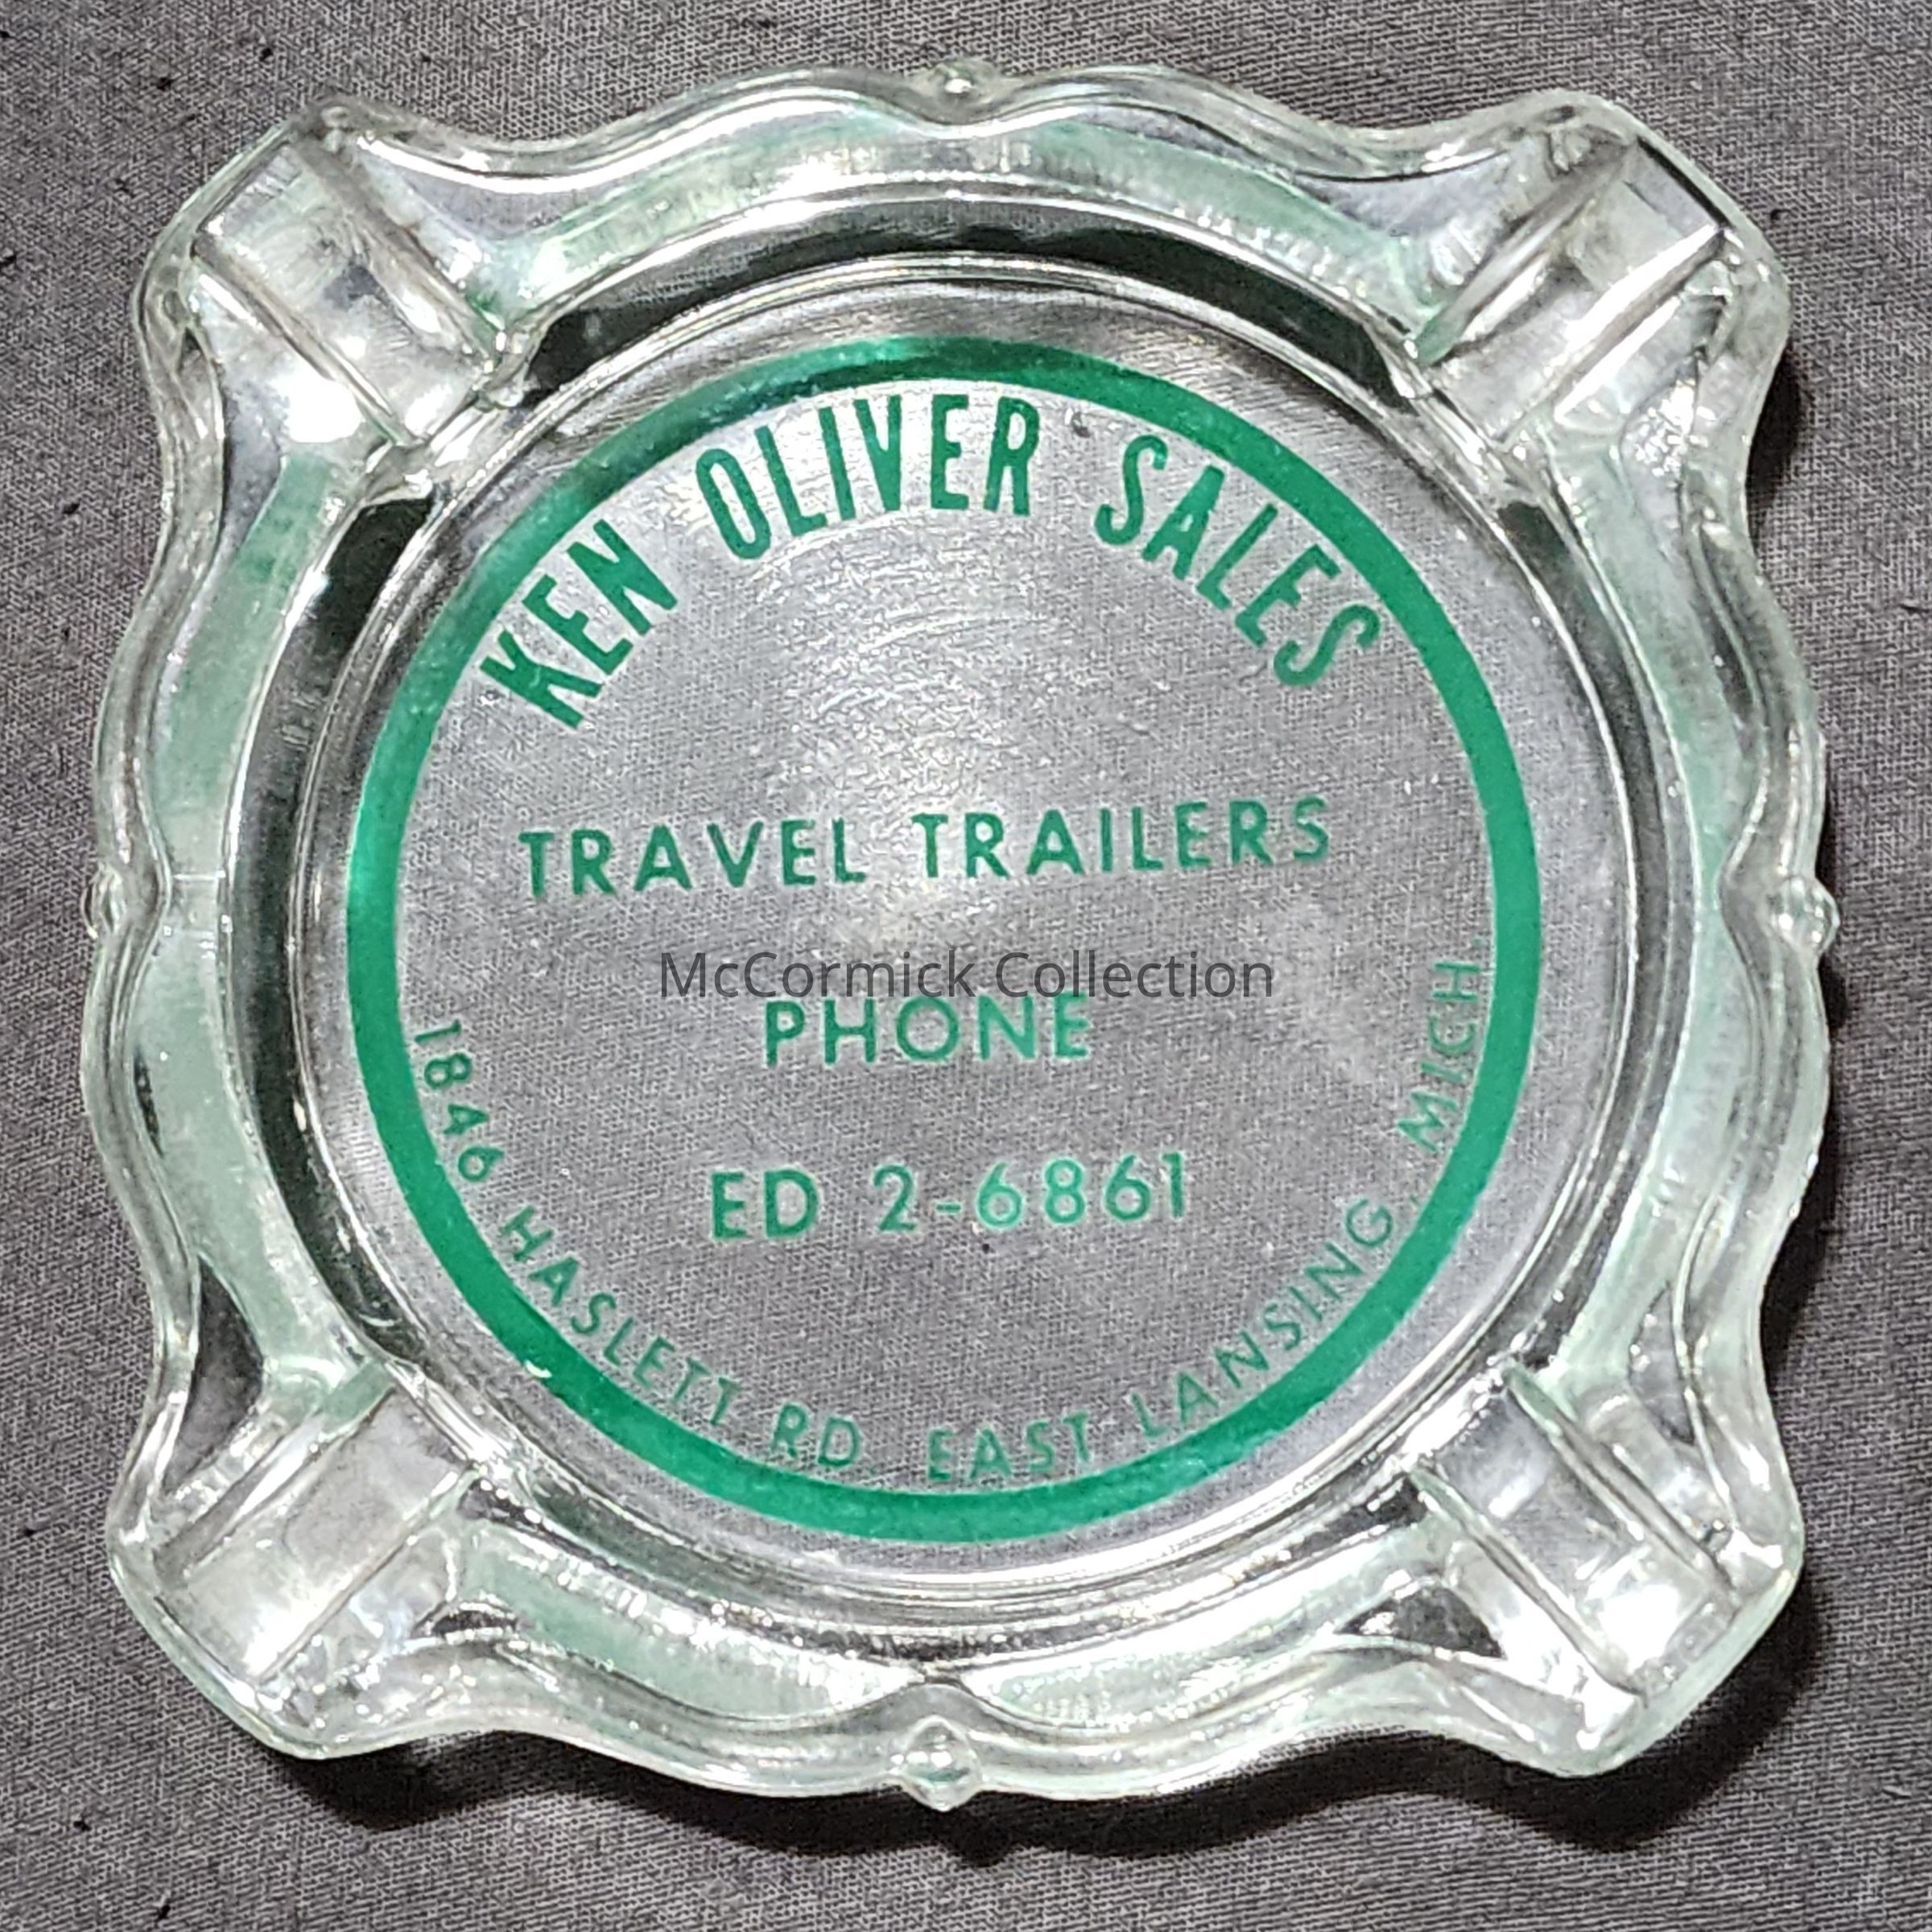 KEN OLIVER SALES
TRAVEL TRAILERS
McCormick Collection
PHONE
ED 2-6861
1846 HASLETT RD. EAST LANSING, MICH.